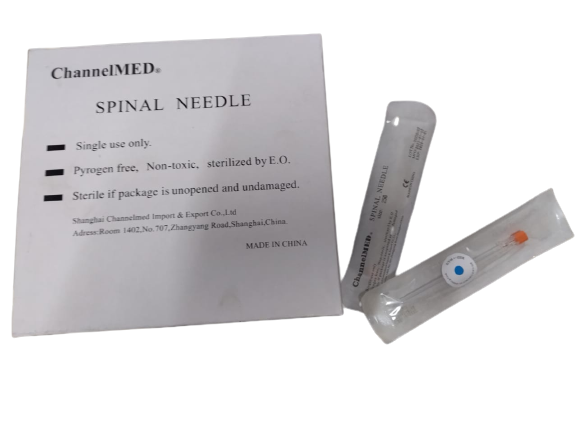 ChannelMED®
SPINAL NEEDLE
Single use only.
Pyrogen free, Non-toxic, sterilized by E.O.
Sterile if package is unopened and undamaged.
Shanghai Channelmed Import & Export Co.,Ltd
Adress:Room 1402,No.707,Zhangyang Road,Shanghai,China.
MADE IN CHINA
ChannelMED®
SPINAL NEEDLE
CE